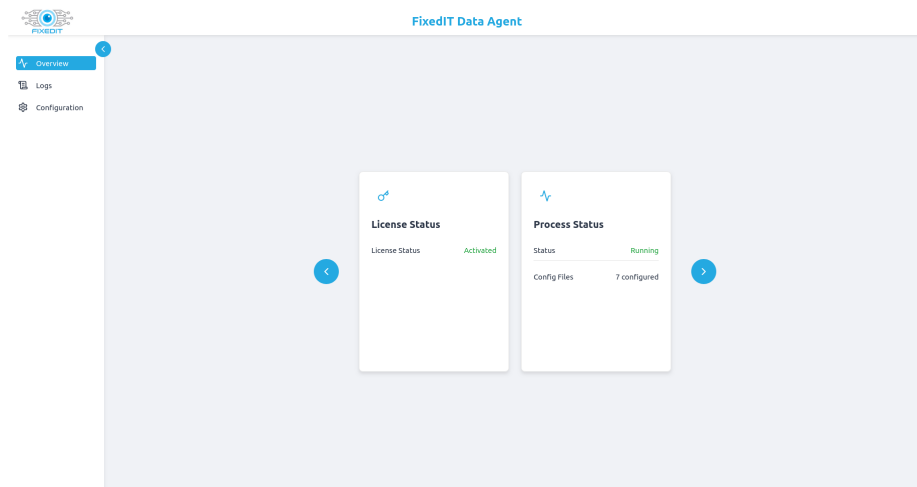 FIXEDIT
FixedIT Data Agent
Overview
Logs
Configuration
License Status
License Status Activated
Process Status
Status Running
Config Files 7 configured